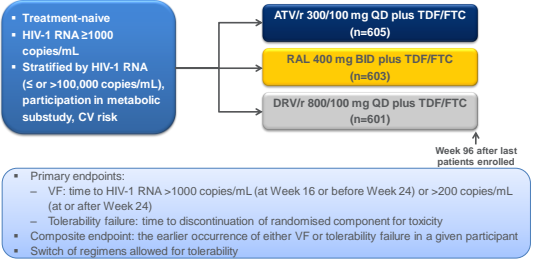 ▪ Treatment-naive
▪ HIV-1 RNA ≥1000
copies/mL
▪ Stratified by HIV-1 RNA
(≤ or >100,000 copies/mL),
participation in metabolic
substudy, CV risk
ATV/r 300/100 mg QD plus TDF/FTC
(n=605)
RAL 400 mg BID plus TDF/FTC
(n=603)
DRV/r 800/100 mg QD plus TDF/FTC
(n=601)
Week 96 after last
patients enrolled
▪ Primary endpoints:
– VF: time to HIV-1 RNA >1000 copies/mL (at Week 16 or before Week 24) or >200 copies/mL
(at or after Week 24)
– Tolerability failure: time to discontinuation of randomised component for toxicity
▪ Composite endpoint: the earlier occurrence of either VF or tolerability failure in a given participant
▪ Switch of regimens allowed for tolerability